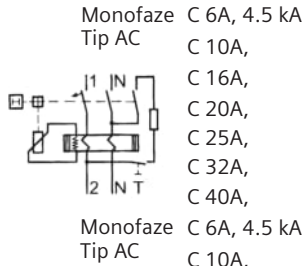 Monofaze C 6A, 4.5 kA
Tip AC C 10A,
C 16A,
C 20A,
C 25A,
C 32A,
C 40A,
1 N
H
2 N T
Monofaze C 6A, 4.5 kA
Tip AC C 10A,